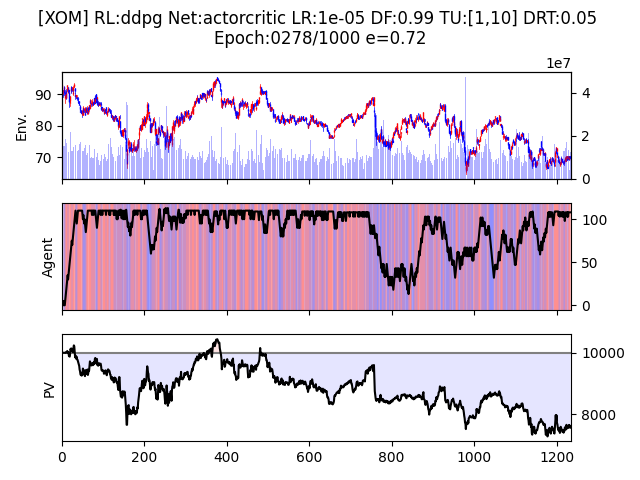 [XOM] RL:ddpg Net:actorcritic LR:1e-05 DF:0.99 TU:[1,10] DRT:0.05
Epoch:0278/1000 e=0.72
1e7
Env.
90
80
70
4
2
0
Agent
100
50
0
PV
10000
8000
0 200 400 600 800 1000 1200